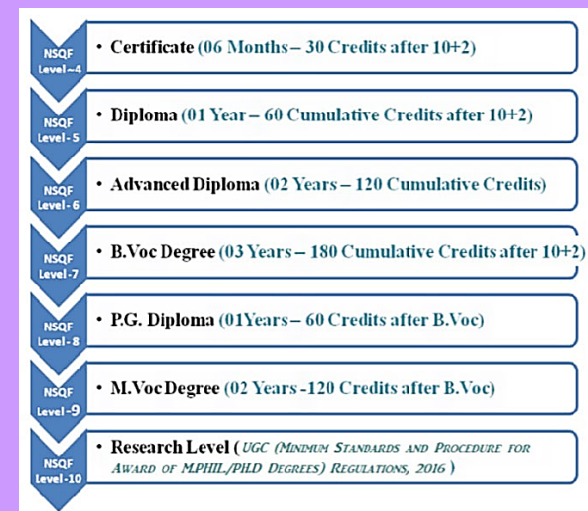 NSQF
Level-4
• Certificate (06 Months – 30 Credits after 10+2)
NSQF
Level-5
• Diploma (01 Year – 60 Cumulative Credits after 10+2)
NSQF
Level-6
• Advanced Diploma (02 Years – 120 Cumulative Credits)
NSQF
Level-7
• B.Voc Degree (03 Years – 180 Cumulative Credits after 10+2)
NSQF
Level-8
• P.G. Diploma (01Years – 60 Credits after B.Voc)
NSQF
Level-9
• M.Voc Degree (02 Years -120 Credits after B.Voc)
NSQF
Level-10
• Research Level ( UGC (MINIMUM STANDARDS AND PROCEDURE FOR
AWARD OF M.PHIL./PH.D DEGREES) REGULATIONS, 2016 )